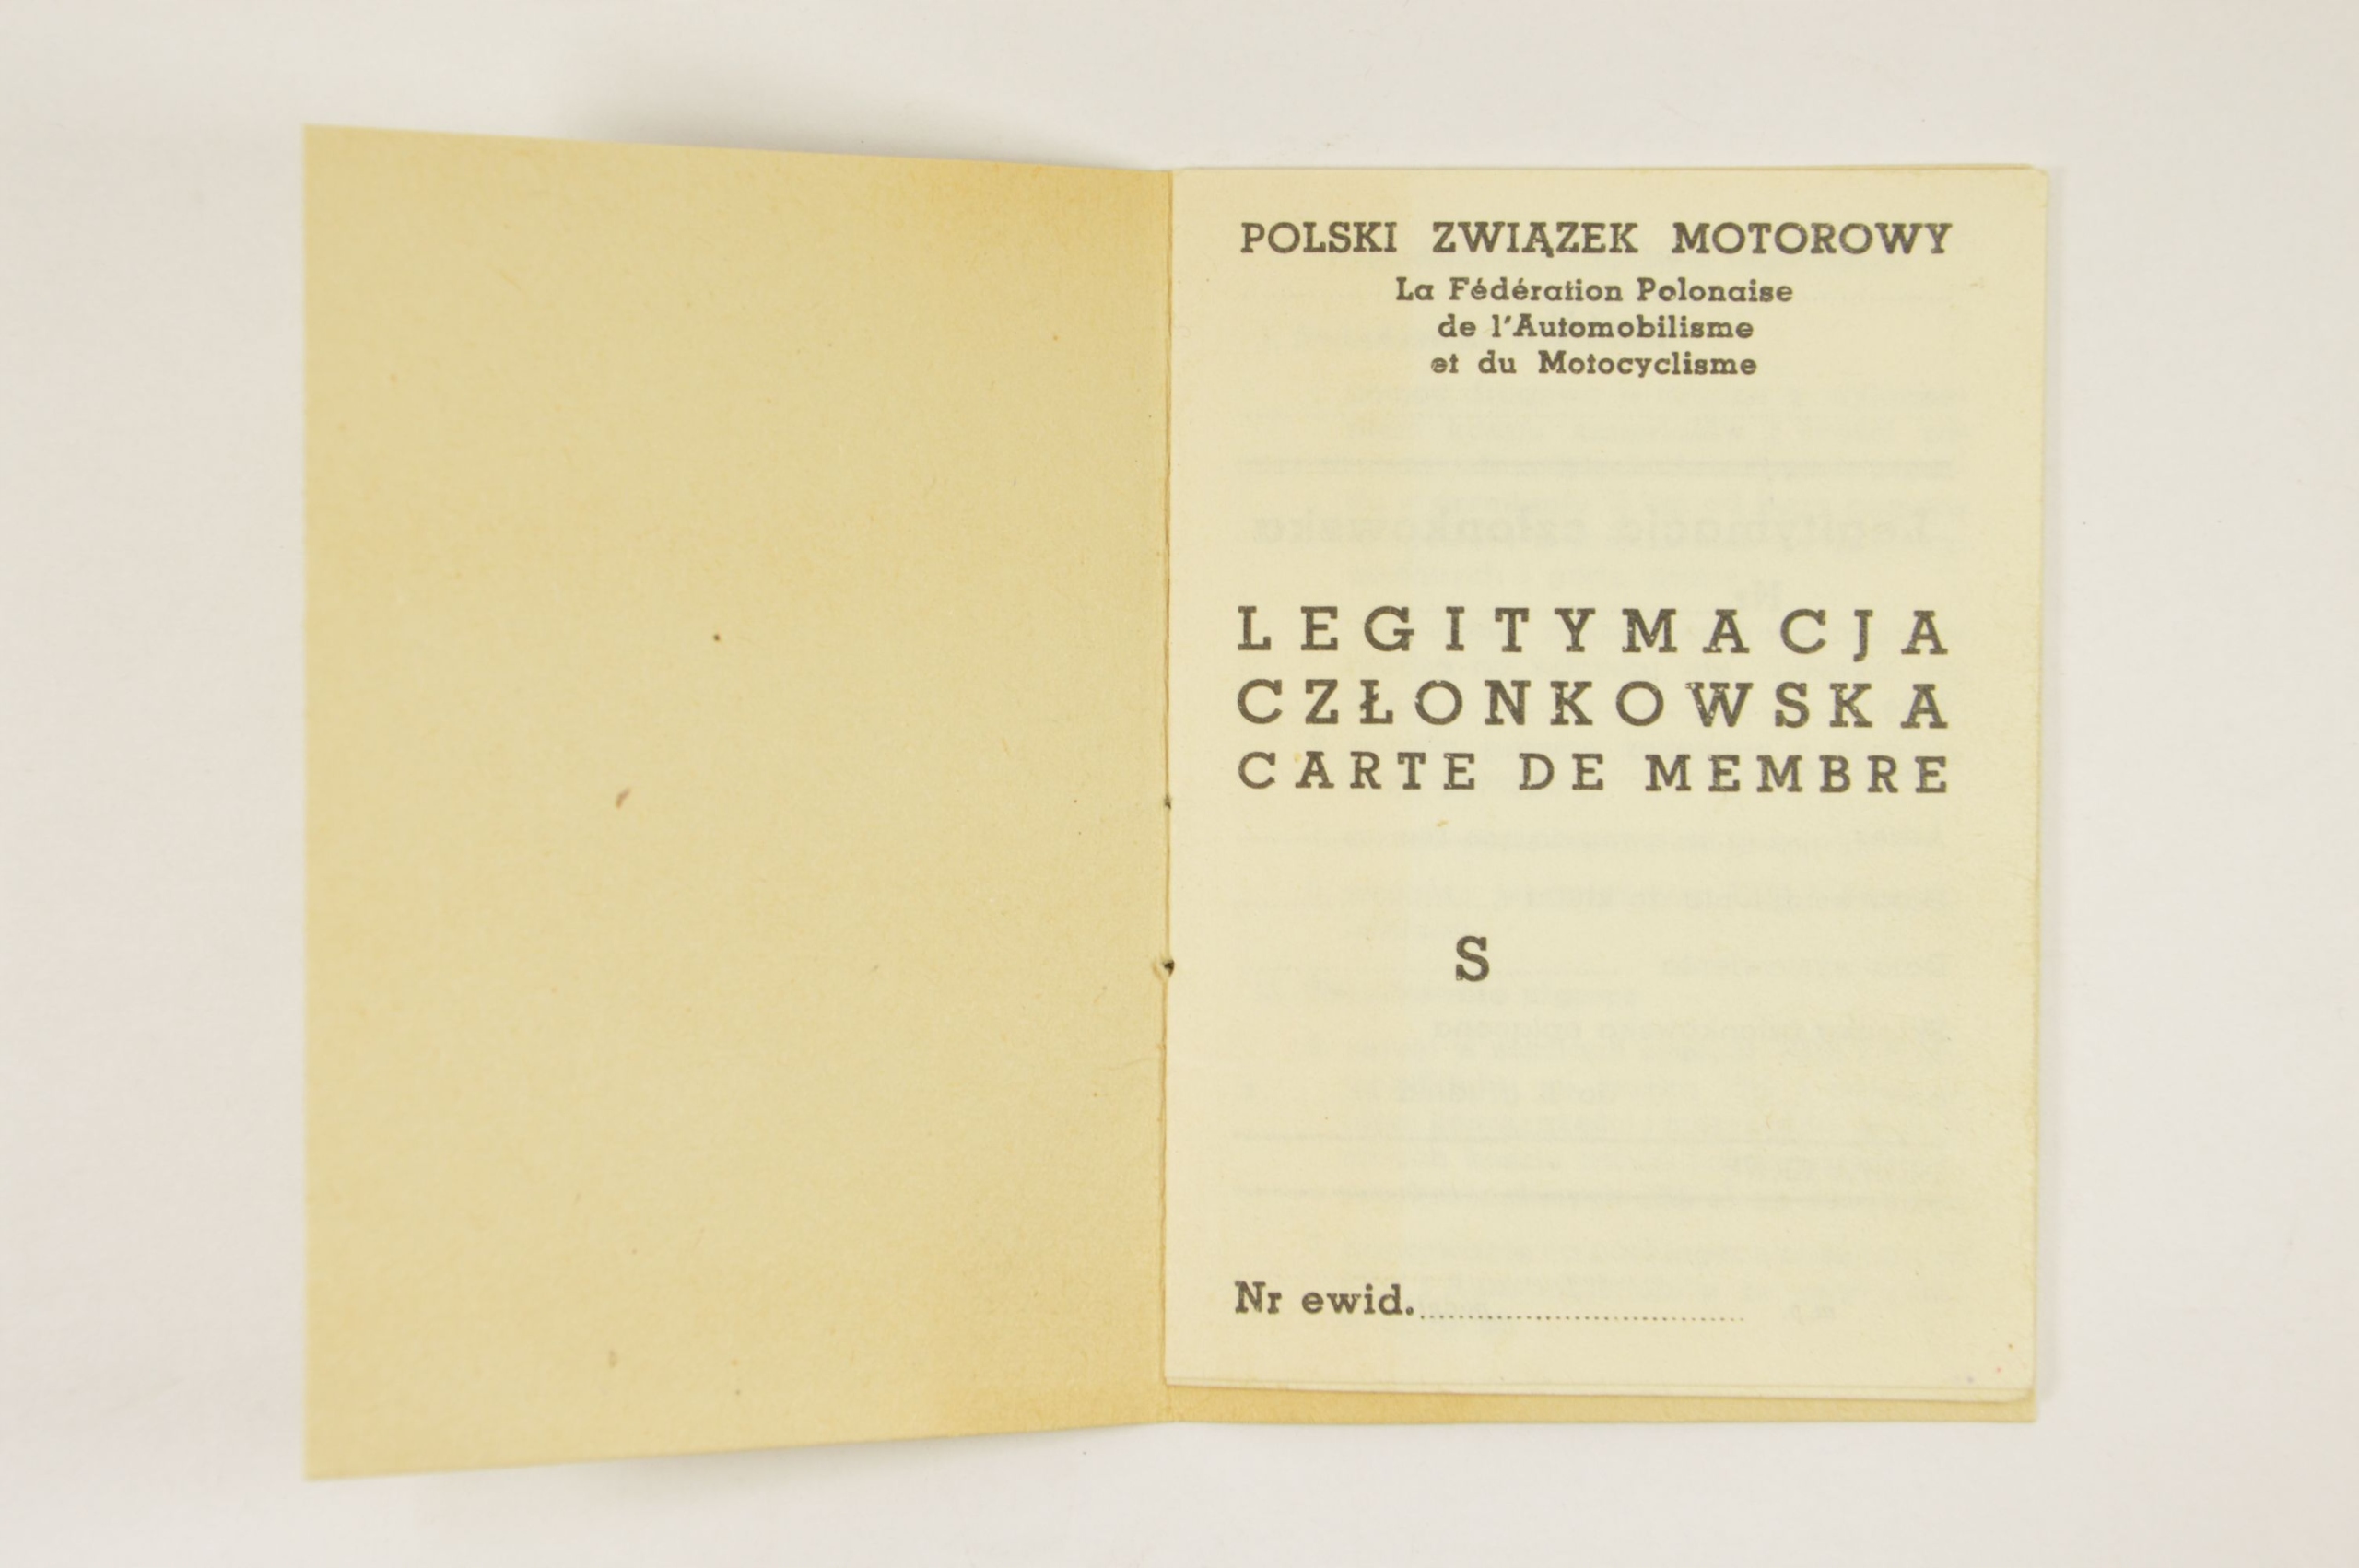 POLSKI ZWIĄZEK MOTOROWY
La Fédération Polonaise
de l'Automobilisme
et du Motocyclisme
LEGITYMACJA
CZŁONKOWSKA
CARTE DE MEMBRE
S
Nr ewid.